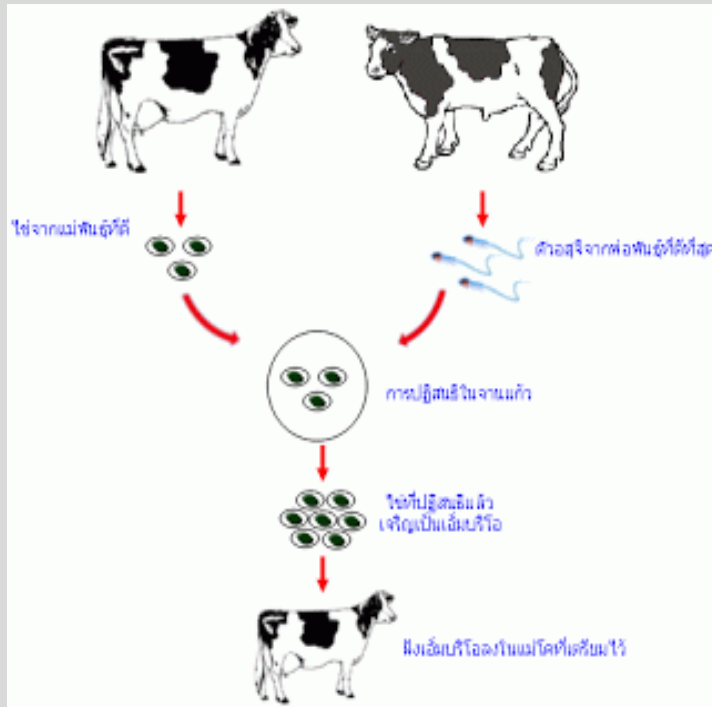 ไข่จากแม่พันธุ์ที่ดี
ตัวอสุจิจากพ่อพันธุ์ที่ดีที่สุด
การปฏิสนธิในจานแก้ว
ไข่ที่ปฏิสนธิแล้ว
เจริญเป็นเอ็มบริโอ
ฝังเอ็มบริโอลงในแม่โคที่เตรียมไว้